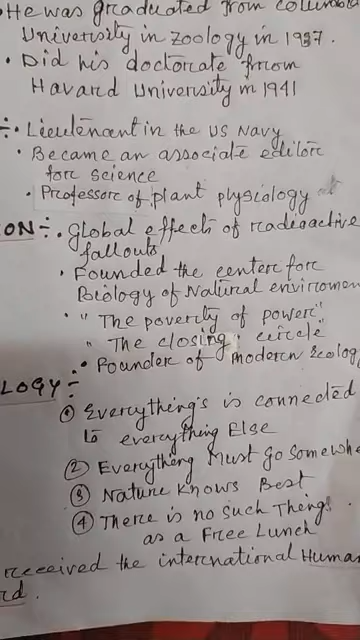 • He was graduated from columbia
University in Zoology in 1937.
• Did his doctorate from
Havard University in 1941
÷ • Lieutenant in the US Navy
• Became an associate editor
for science
• Professor of plant plysiology
ON ÷ • Global effects of radioactive
fallouts
• Founded the center for
Biology of Natural environmen
• " The poverity of power"
" The closing circle"
• Founder of modern Ecology
LOGY ÷
① Everything's is connected
to everything Else
② Everything Must go Somewhe
③ Nature Knows Best
④ There is no such Things
as a Free Lunch
received the international Human
rd.